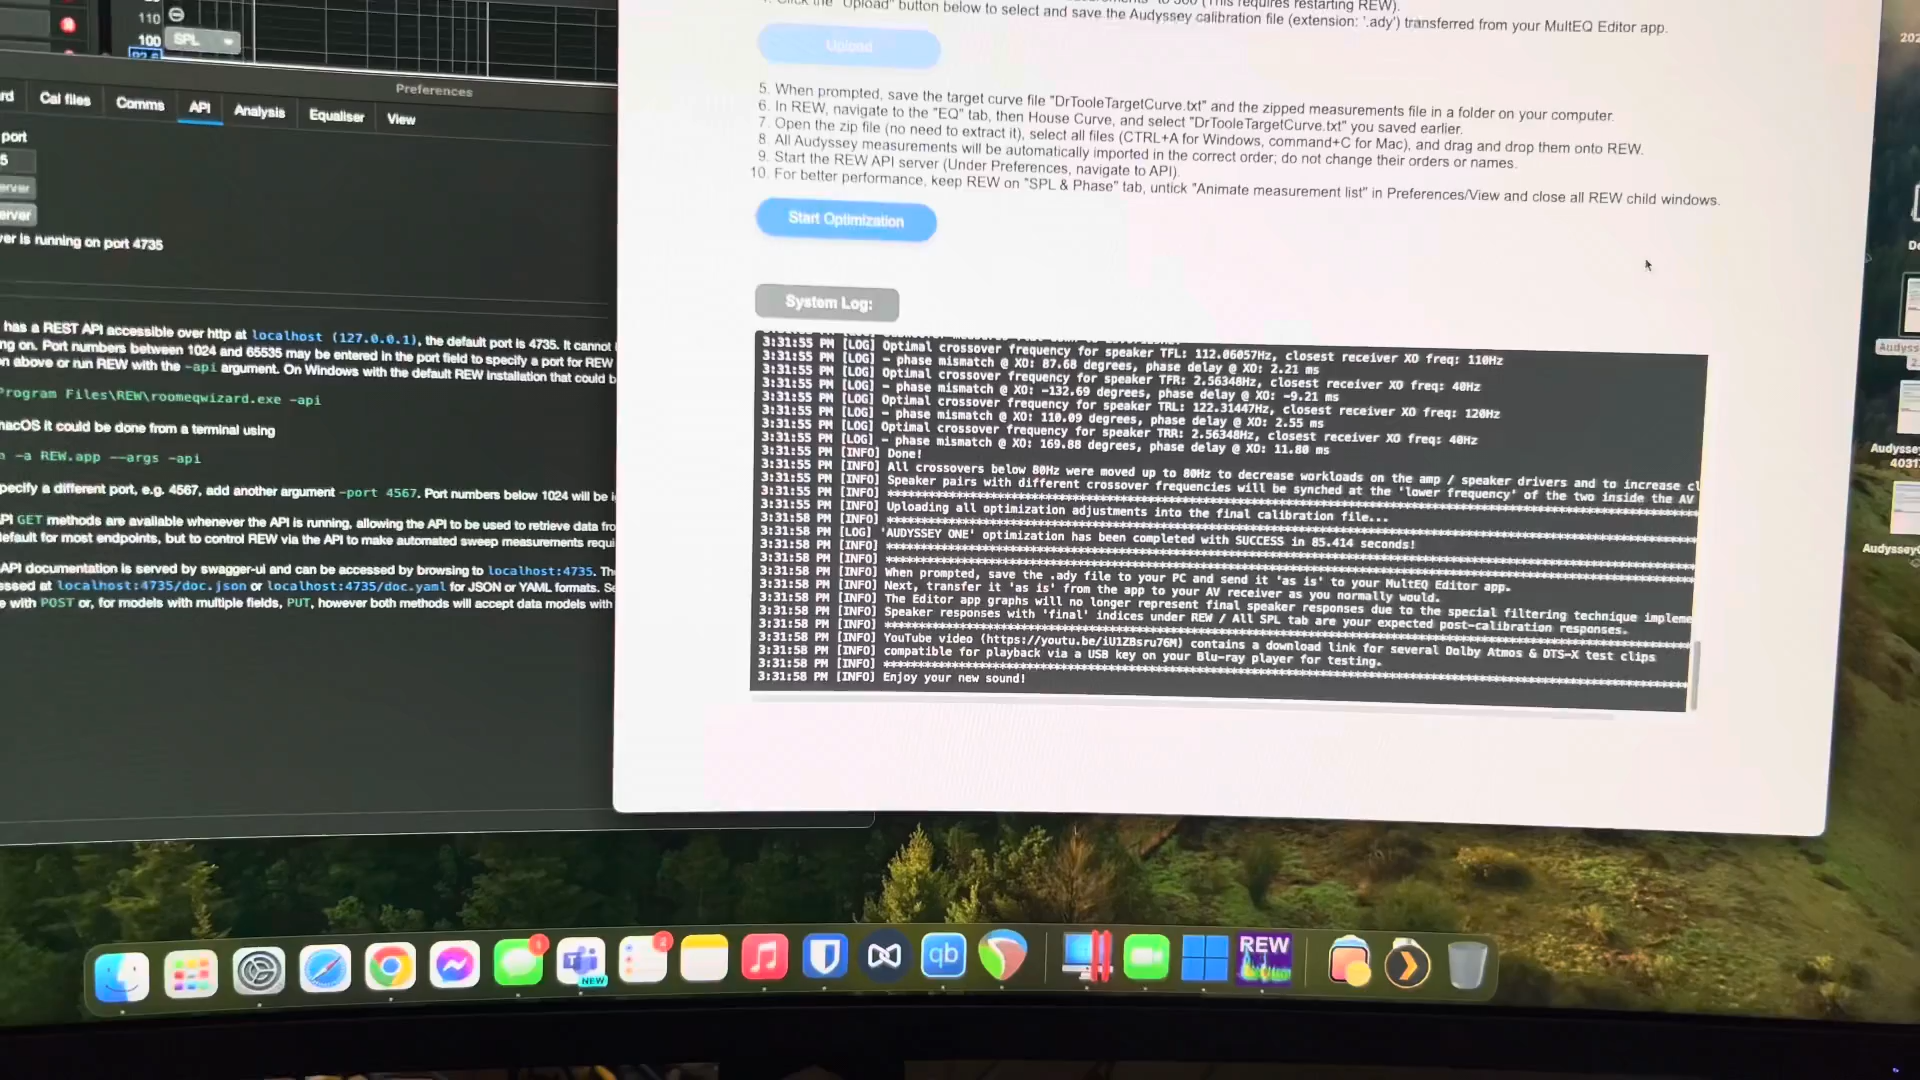 110
100
SPL
Preferences
rd Cal files Comms API Analysis Equaliser View
port
5
erver
erver
ver is running on port 4735
has a REST API accessible over http at localhost (127.0.0.1), the default port is 4735. It cannot
ng on. Port numbers between 1024 and 65535 may be entered in the port field to specify a port for REW
n above or run REW with the -api argument. On Windows with the default REW installation that could b
Program Files\REW\roomeqwizard.exe -api
macOS it could be done from a terminal using
n -a REW.app --args -api
pecify a different port, e.g. 4567, add another argument -port 4567. Port numbers below 1024 will be i
PI GET methods are available whenever the API is running, allowing the API to be used to retrieve data fro
default for most endpoints, but to control REW via the API to make automated sweep measurements requi
API documentation is served by swagger-ui and can be accessed by browsing to localhost:4735. Th
essed at localhost:4735/doc.json or localhost:4735/doc.yaml for JSON or YAML formats. Se
e with POST or, for models with multiple fields, PUT, however both methods will accept data models with
(This requires restarting REW).
Click the "Upload" button below to select and save the Audyssey calibration file (extension: '.ady') transferred from your MultEQ Editor app.
Upload
5. When prompted, save the target curve file "DrTooleTargetCurve.txt" and the zipped measurements file in a folder on your computer.
6. In REW, navigate to the "EQ" tab, then House Curve, and select "DrTooleTargetCurve.txt" you saved earlier.
7. Open the zip file (no need to extract it), select all files (CTRL+A for Windows, command+C for Mac), and drag and drop them onto REW.
8. All Audyssey measurements will be automatically imported in the correct order; do not change their orders or names.
9. Start the REW API server (Under Preferences, navigate to API).
10. For better performance, keep REW on "SPL & Phase" tab, untick "Animate measurement list" in Preferences/View and close all REW child windows.
Start Optimization
System Log:
3:31:55 PM [LOG] Optimal crossover frequency for speaker TFL: 112.06057Hz, closest receiver XO freq: 110Hz
3:31:55 PM [LOG] - phase mismatch @ XO: 87.68 degrees, phase delay @ XO: 2.21 ms
3:31:55 PM [LOG] Optimal crossover frequency for speaker TFR: 2.56348Hz, closest receiver XO freq: 40Hz
3:31:55 PM [LOG] - phase mismatch @ XO: -132.69 degrees, phase delay @ XO: -9.21 ms
3:31:55 PM [LOG] Optimal crossover frequency for speaker TRL: 122.31447Hz, closest receiver XO freq: 120Hz
3:31:55 PM [LOG] - phase mismatch @ XO: 110.09 degrees, phase delay @ XO: 2.55 ms
3:31:55 PM [LOG] Optimal crossover frequency for speaker TRR: 2.56348Hz, closest receiver XO freq: 40Hz
3:31:55 PM [LOG] - phase mismatch @ XO: 169.88 degrees, phase delay @ XO: 11.80 ms
3:31:55 PM [INFO] Done!
3:31:55 PM [INFO] All crossovers below 80Hz were moved up to 80Hz to decrease workloads on the amp / speaker drivers and to increase cl
3:31:55 PM [INFO] Speaker pairs with different crossover frequencies will be synched at the 'lower frequency' of the two inside the AV
3:31:55 PM [INFO] ****************************************
3:31:55 PM [INFO] Uploading all optimization adjustments into the final calibration file...
3:31:58 PM [INFO] ****************************************
3:31:58 PM [LOG] 'AUDYSSEY ONE' optimization has been completed with SUCCESS in 85.414 seconds!
3:31:58 PM [INFO] ****************************************
3:31:58 PM [INFO] ****************************************
3:31:58 PM [INFO] When prompted, save the .ady file to your PC and send it 'as is' to your MultEQ Editor app.
3:31:58 PM [INFO] Next, transfer it 'as is' from the app to your AV receiver as you normally would.
3:31:58 PM [INFO] The Editor app graphs will no longer represent final speaker responses due to the special filtering technique impleme
3:31:58 PM [INFO] Speaker responses with 'final' indices under REW / All SPL tab are your expected post-calibration responses.
3:31:58 PM [INFO] ****************************************
3:31:58 PM [INFO] YouTube video (https://youtu.be/iU1ZBsru76M) contains a download link for several Dolby Atmos & DTS-X test clips
3:31:58 PM [INFO] compatible for playback via a USB key on your Blu-ray player for testing.
3:31:58 PM [INFO] ****************************************
3:31:58 PM [INFO] Enjoy your new sound!
202
De
Audyss
2.
Audysse
4031
AudysseyO
1
NEW
2
qb
REW